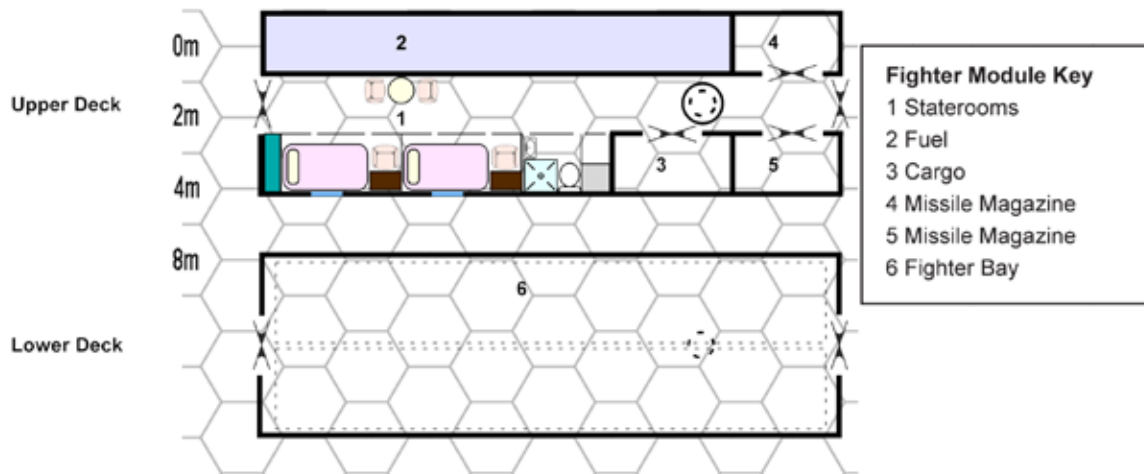 0m
2
4
Upper Deck
2m
1
3
5
4m
8m
6
Lower Deck
Fighter Module Key
1 Staterooms
2 Fuel
3 Cargo
4 Missile Magazine
5 Missile Magazine
6 Fighter Bay